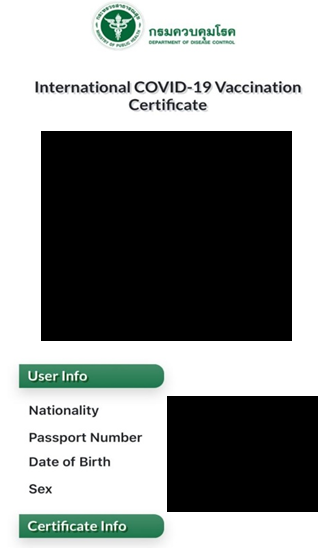 กรมควบคุมโรค
DEPARTMENT OF DISEASE CONTROL
International COVID-19 Vaccination
Certificate
User Info
Nationality
Passport Number
Date of Birth
Sex
Certificate Info